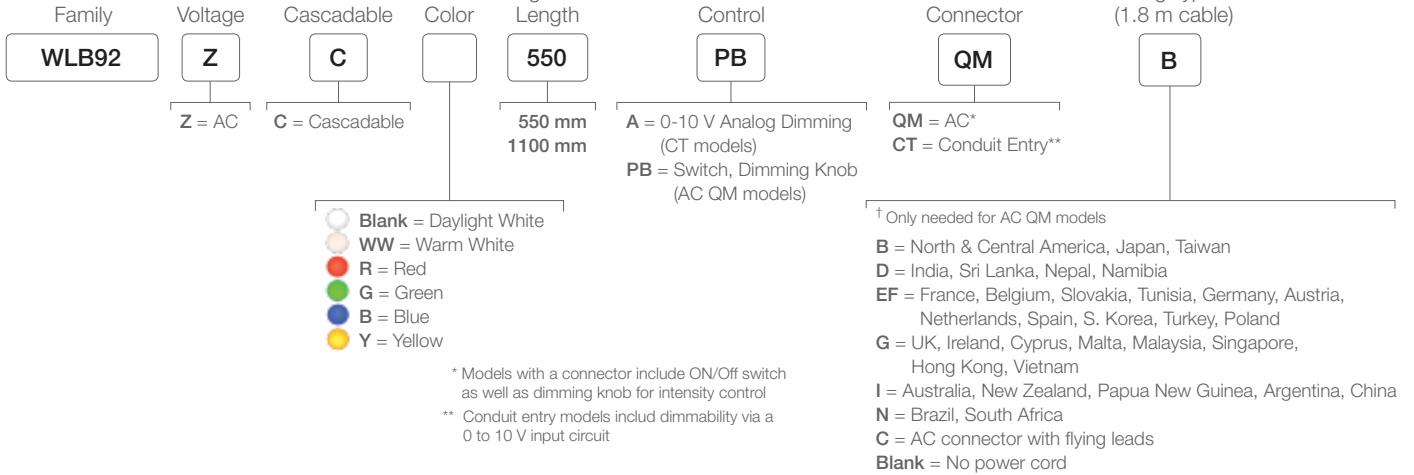 Family Voltage Cascadable Color Length Control Connector (1.8 m cable)
WLB92 Z C 550 PB QM B
Z = AC
C = Cascadable
550 mm
1100 mm
A = 0-10 V Analog Dimming
(CT models)
PB = Switch, Dimming Knob
(AC QM models)
QM = AC*
CT = Conduit Entry**
Blank = Daylight White
WW = Warm White
R = Red
G = Green
B = Blue
Y = Yellow
* Models with a connector include ON/Off switch
as well as dimming knob for intensity control
** Conduit entry models includ dimmability via a
0 to 10 V input circuit
† Only needed for AC QM models
B = North & Central America, Japan, Taiwan
D = India, Sri Lanka, Nepal, Namibia
EF = France, Belgium, Slovakia, Tunisia, Germany, Austria,
Netherlands, Spain, S. Korea, Turkey, Poland
G = UK, Ireland, Cyprus, Malta, Malaysia, Singapore,
Hong Kong, Vietnam
I = Australia, New Zealand, Papua New Guinea, Argentina, China
N = Brazil, South Africa
C = AC connector with flying leads
Blank = No power cord